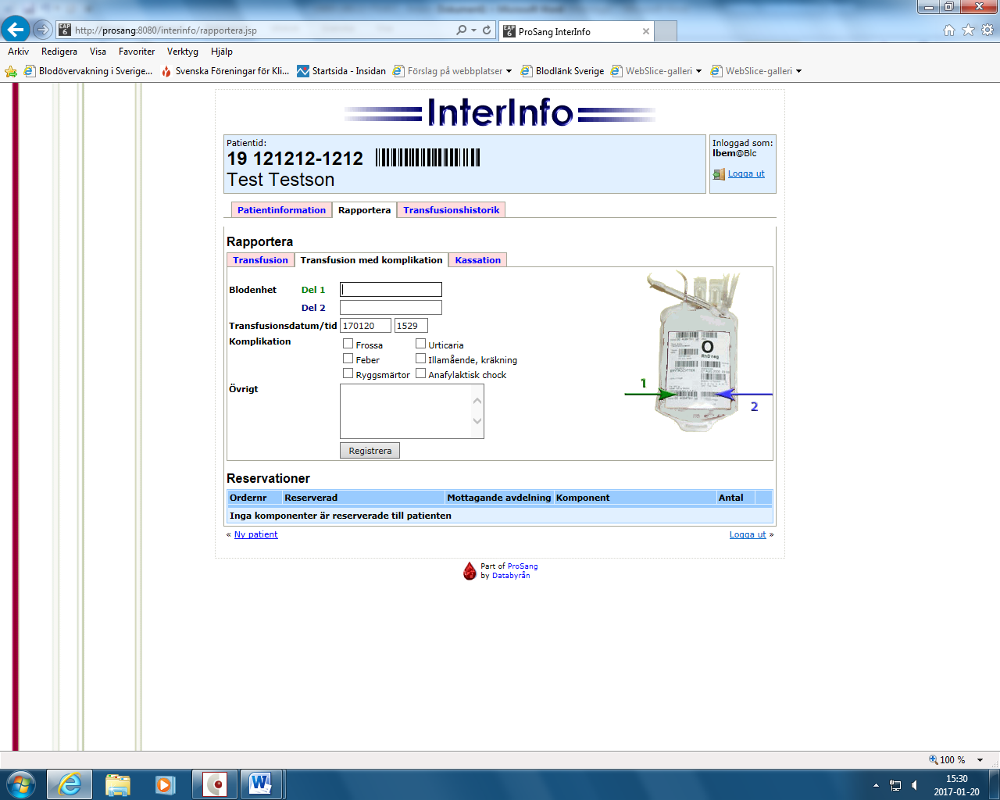 http://prosang:8080/interinfo/rapportera.jsp
EAP 6 ProSang InterInfo
Arkiv Redigera Visa Favoriter Verktyg Hjälp
Blodövervakning i Sverige... Svenska Föreningar för Kli... Startsida - Insidan Förslag på webbplatser Blodlänk Sverige WebSlice-galleri WebSlice-galleri
InterInfo
Patientid:
19 121212-1212
Test Testson
Inloggad som:
lbem@Blc
Logga ut
Patientinformation Rapportera Transfusionshistorik
Rapportera
Transfusion Transfusion med komplikation Kassation
Blodenhet Del 1
Del 2
Transfusionsdatum/tid 170120 1529
Komplikation
Frossa Urticaria
Feber Illamående, kräkning
Ryggsmärtor Anafylaktisk chock
Övrigt
Registrera
O
RhD neg
ERYTROCYTER
1
2
Reservationer
Ordernr Reserverad Mottagande avdelning Komponent Antal
Inga komponenter är reserverade till patienten
« Ny patient
Logga ut »
Part of ProSang
by Databyrån
100 %
15:30
2017-01-20